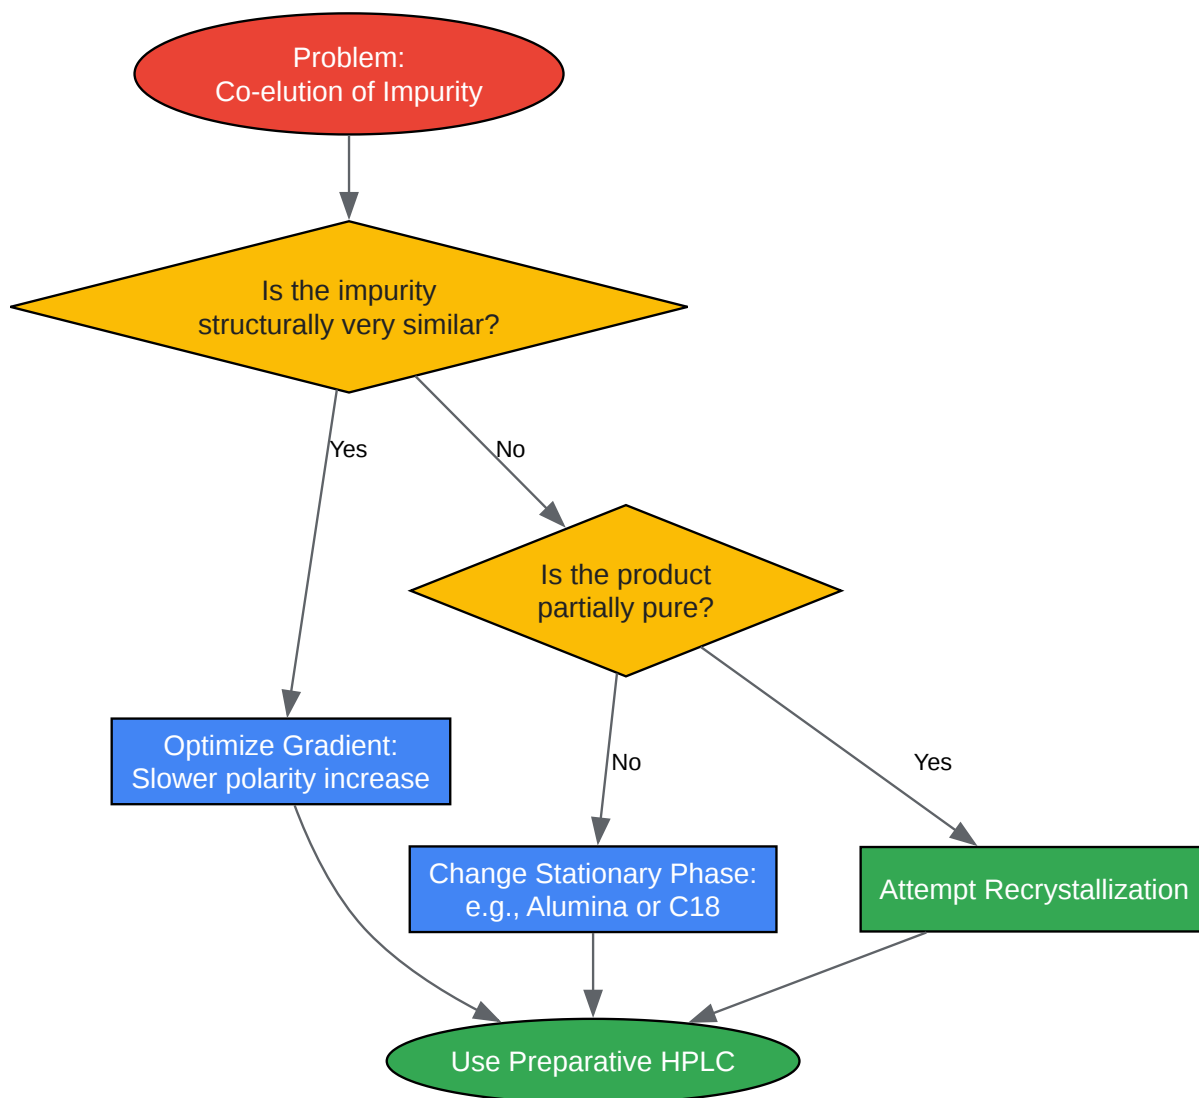 Problem:
Co-elution of Impurity
Is the impurity
structurally very similar?
Yes
No
Is the product
partially pure?
Optimize Gradient:
Slower polarity increase
No
Yes
Change Stationary Phase:
e.g., Alumina or C18
Attempt Recrystallization
Use Preparative HPLC